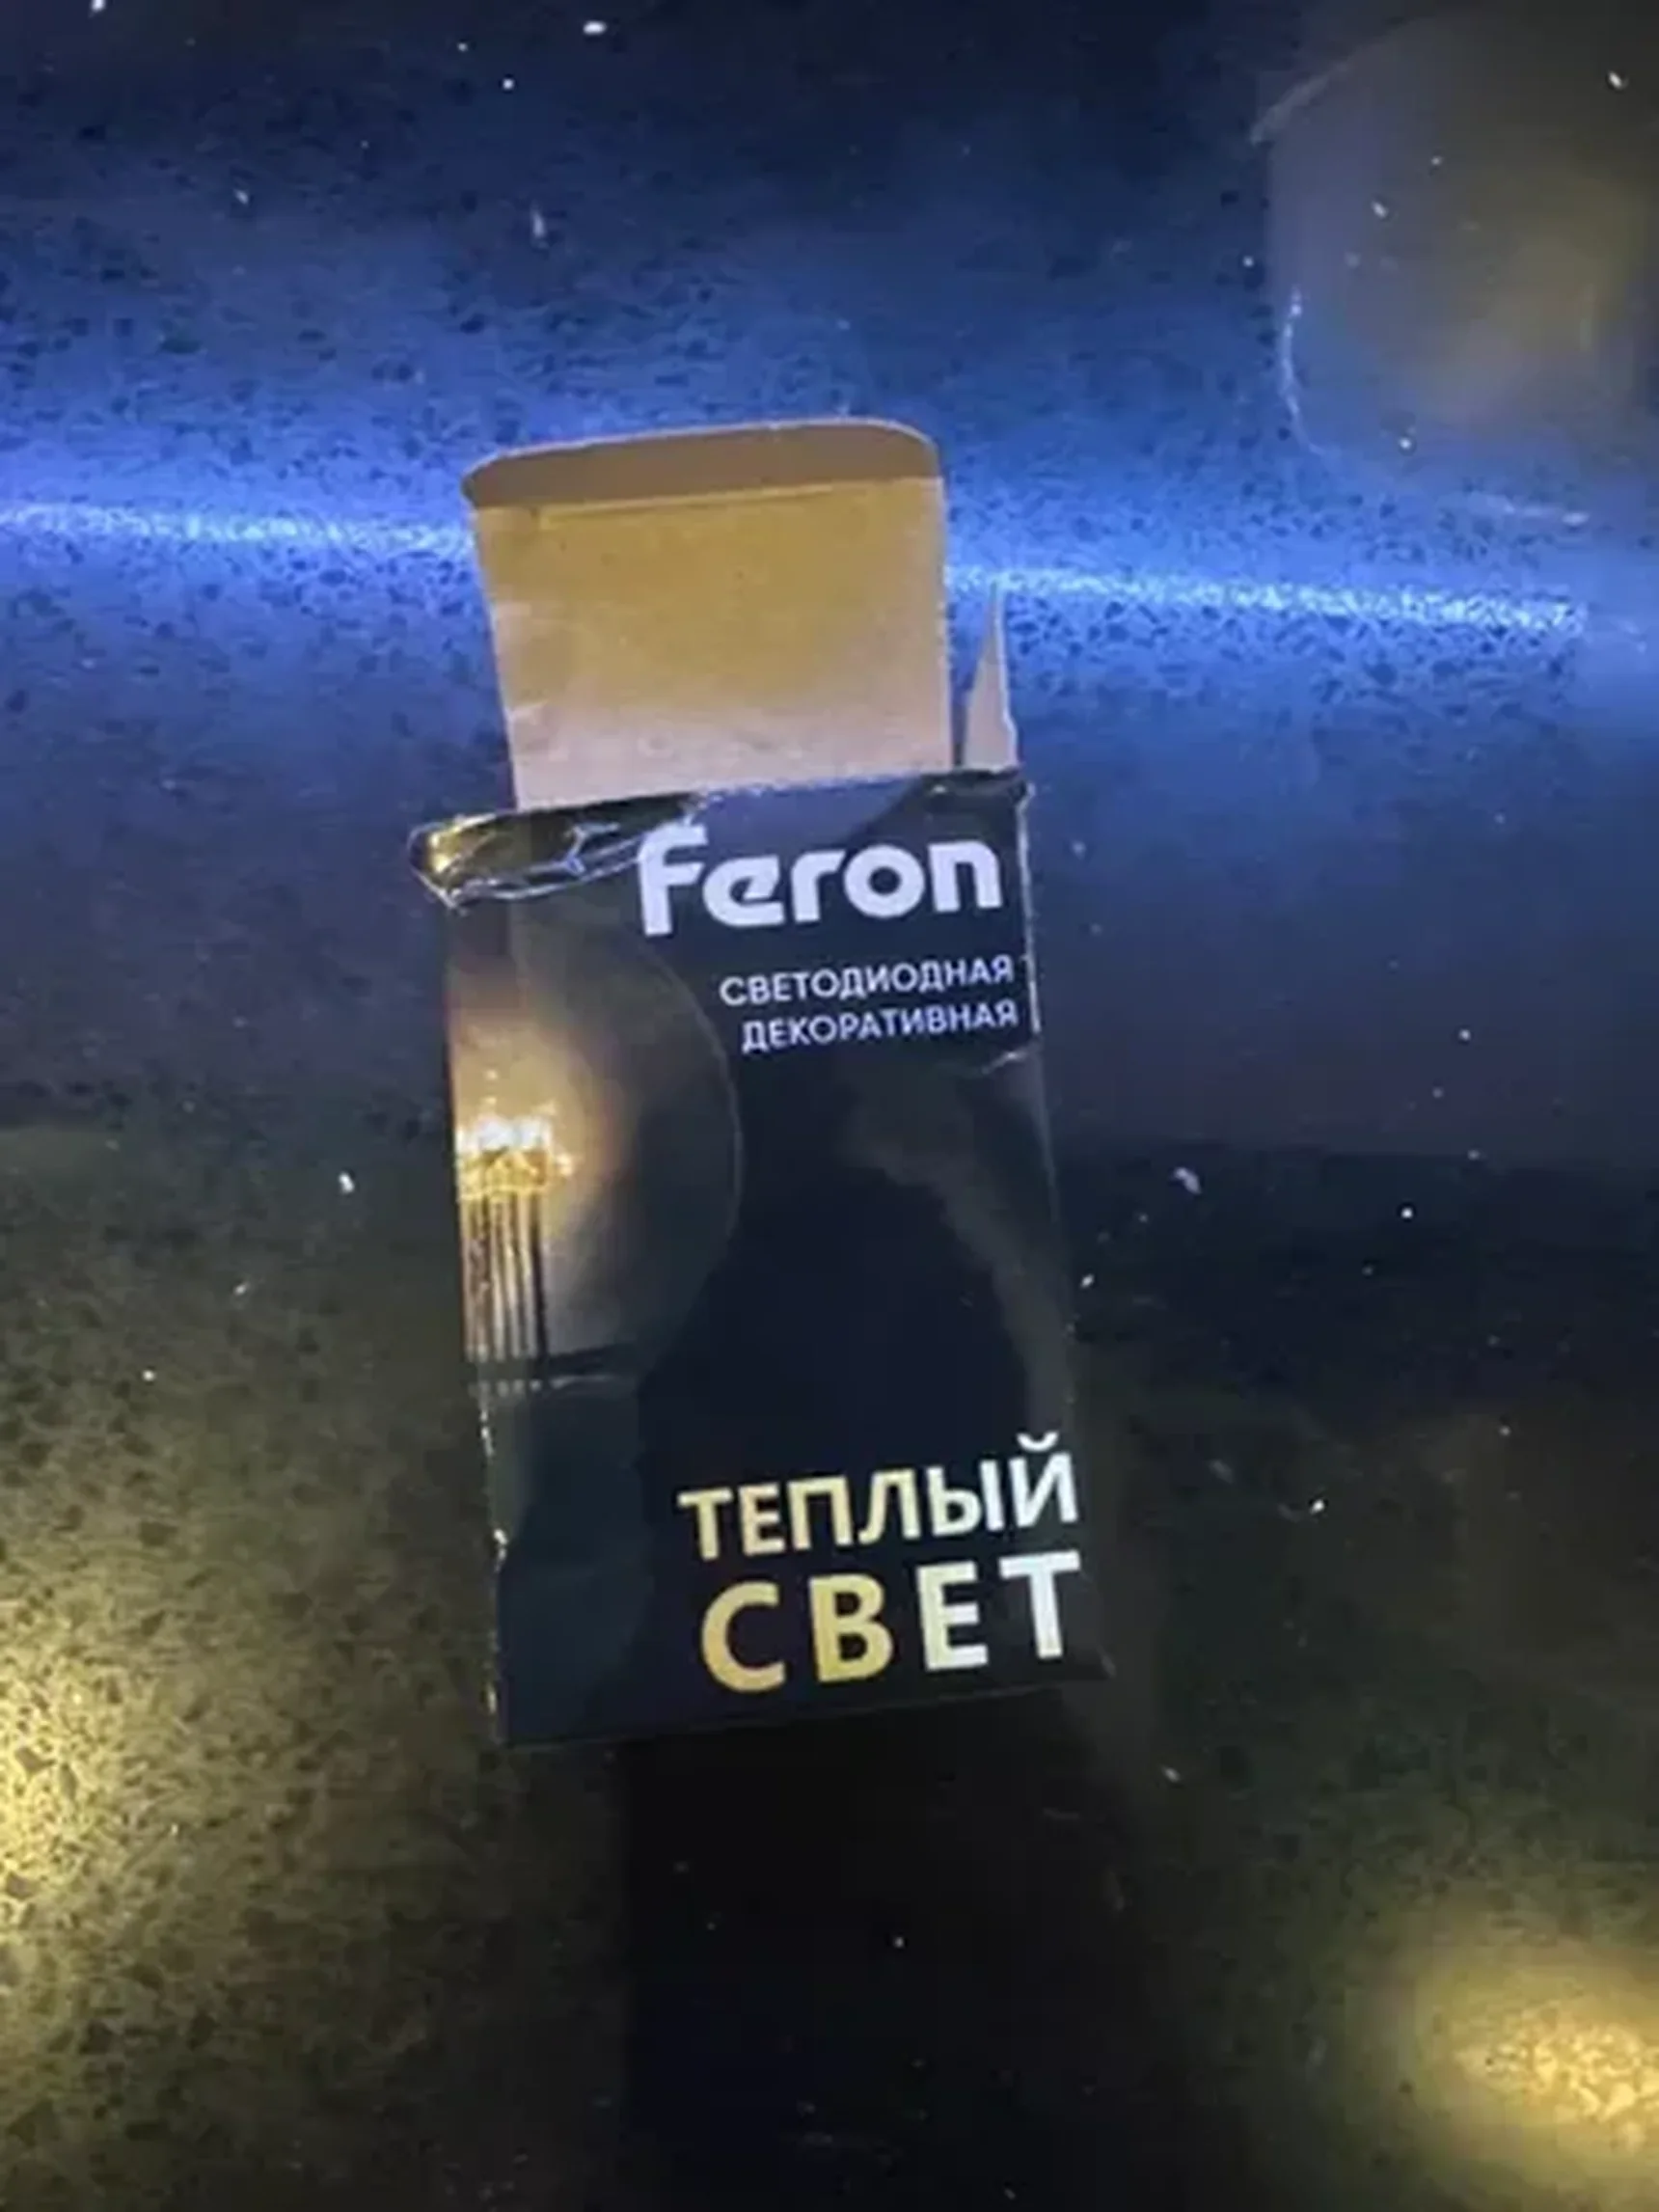 feron
СВЕТОДИОДНАЯ
ДЕКОРАТИВНАЯ
ТЕПЛЫЙ
СВЕТ